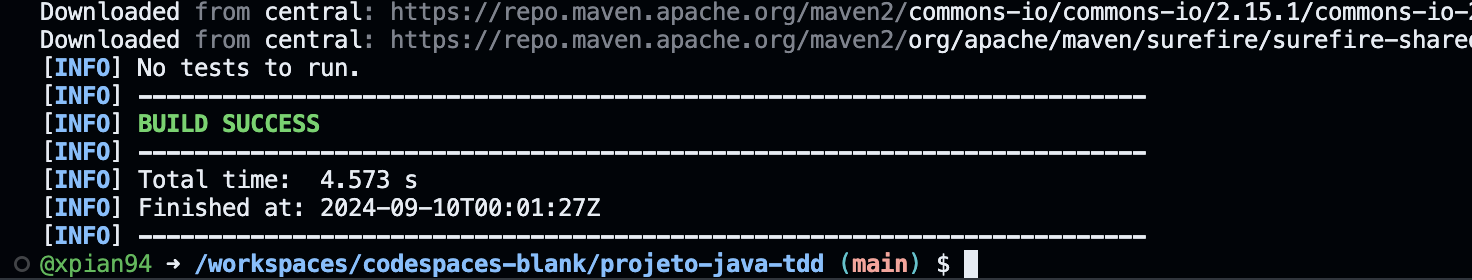 Downloaded from central: https://repo.maven.apache.org/maven2/commons-io/commons-io/2.15.1/commons-io-2
Downloaded from central: https://repo.maven.apache.org/maven2/org/apache/maven/surefire/surefire-shared
[INFO] No tests to run.
[INFO] ------------------------------------------------------------------------
[INFO] BUILD SUCCESS
[INFO] ------------------------------------------------------------------------
[INFO] Total time:  4.573 s
[INFO] Finished at: 2024-09-10T00:01:27Z
[INFO] ------------------------------------------------------------------------
@xpian94 ➜ /workspaces/codespaces-blank/projeto-java-tdd (main) $